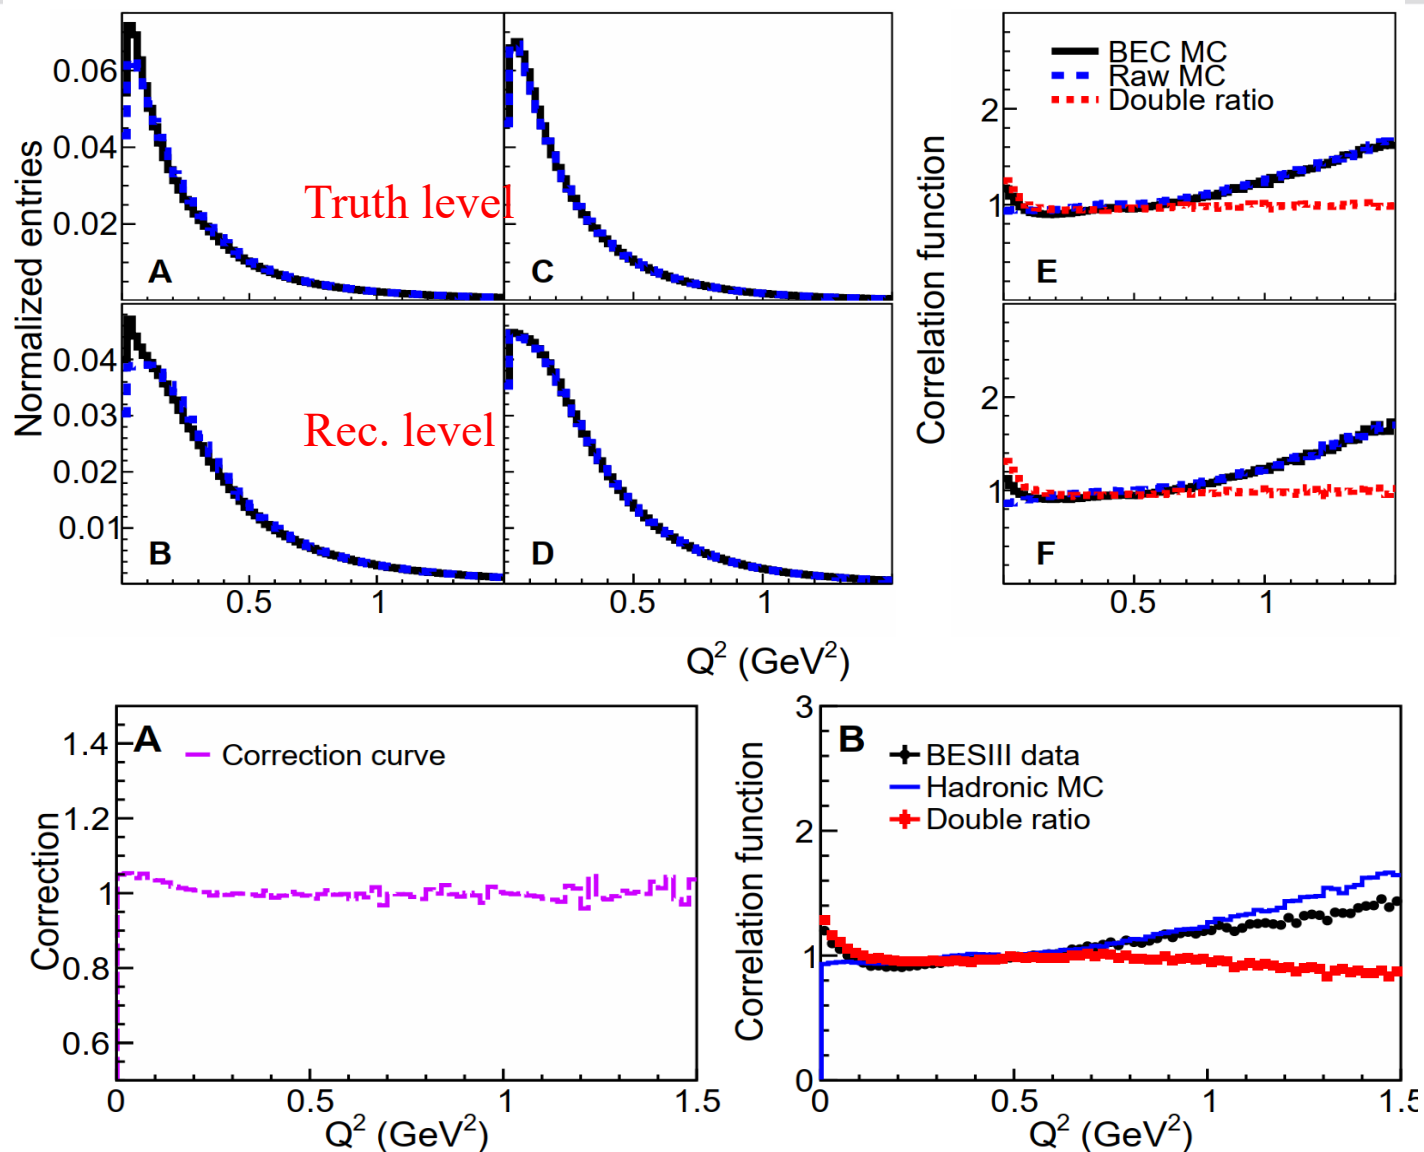 Normalized entries
0.06
0.04
0.02
A
Truth level
C
0.04
0.03
0.02
0.01
B
Rec. level
D
0.5
1
0.5
1
Correlation function
2
1
BEC MC
Raw MC
Double ratio
E
Correlation function
2
1
F
0.5
1
Q² (GeV²)
Correction
1.4
1.2
1
0.8
0.6
A
Correction curve
0
0.5
1
1.5
Q² (GeV²)
Correlation function
3
2
1
0
B
BESIII data
Hadronic MC
Double ratio
0
0.5
1
1.5
Q² (GeV²)